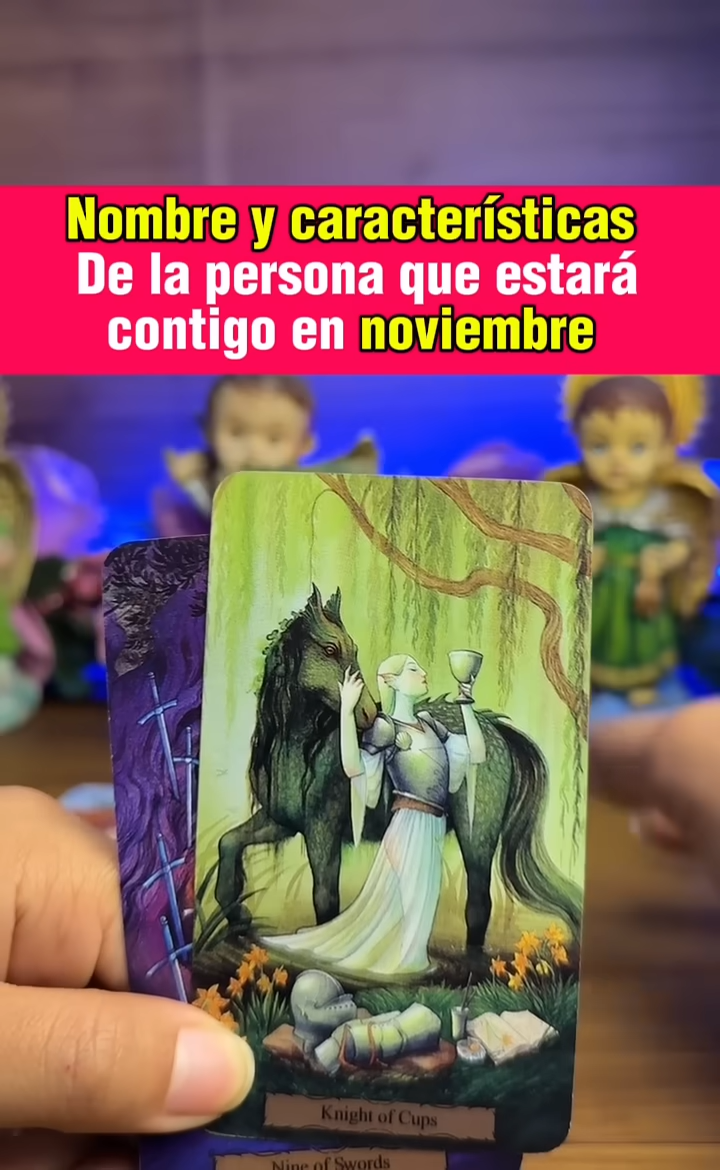 Nombre y características
De la persona que estará
contigo en noviembre
Knight of Cups
Nine of Swords